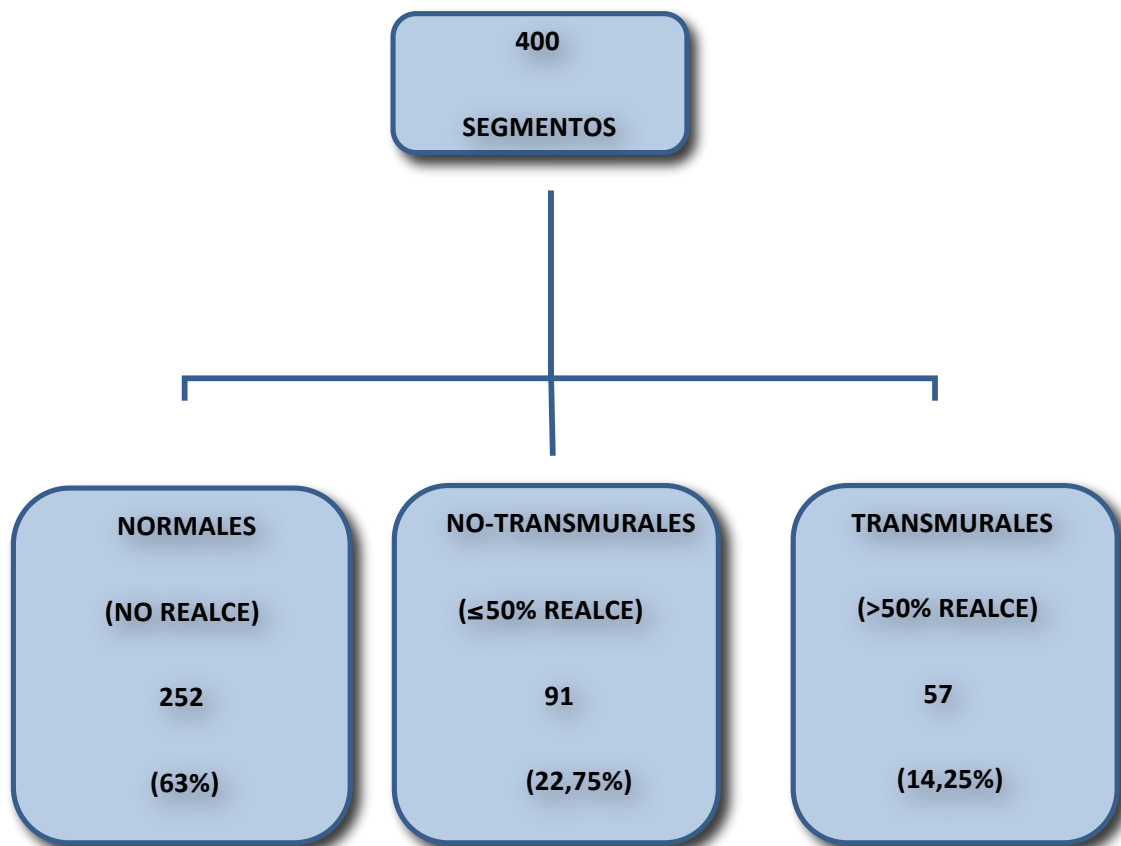 400
SEGMENTOS
NORMALES
(NO REALCE)
252
(63%)
NO-TRANSMURALES
(≤50% REALCE)
91
(22,75%)
TRANSMURALES
(>50% REALCE)
57
(14,25%)